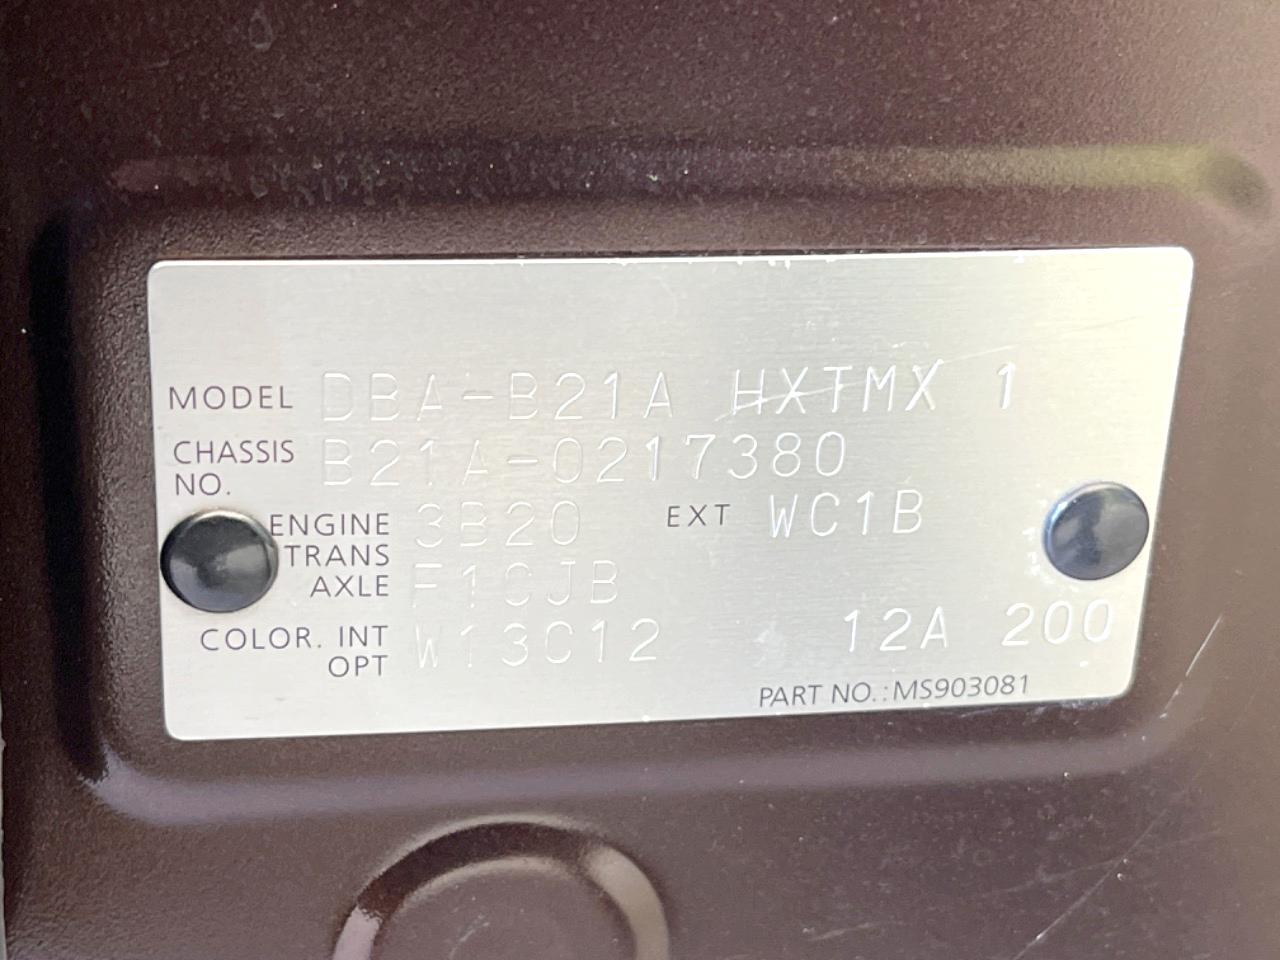 MODEL DBA-B21A HXTMX 1
CHASSIS NO. B21A-0217380
ENGINE 3B20 EXT WC1B
TRANS AXLE F1CJB
COLOR. INT OPT W13C12 12A 200
PART NO.:MS903081